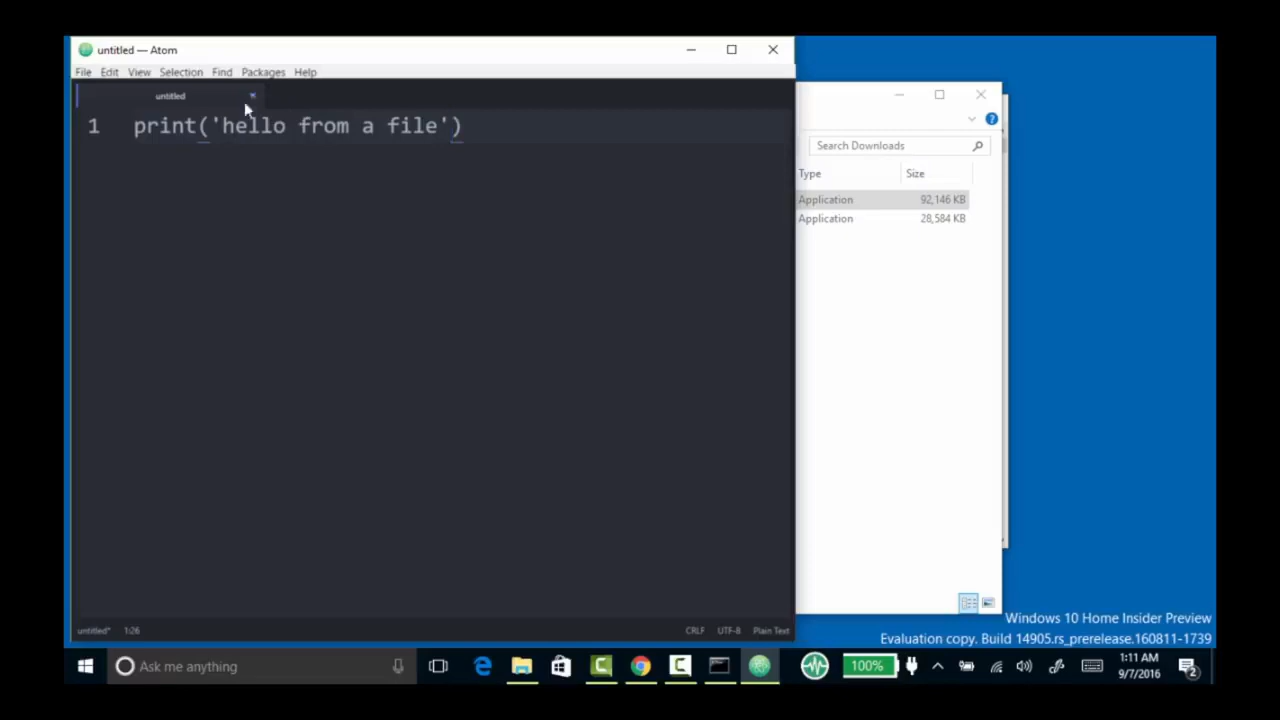 untitled — Atom
File Edit View Selection Find Packages Help
untitled
1 print('hello from a file')
untitled* 1:26
CRLF UTF-8 Plain Text
Search Downloads
Type Size
Application 92,146 KB
Application 28,584 KB
Windows 10 Home Insider Preview
Evaluation copy. Build 14905.rs_prerelease.160811-1739
Ask me anything
100%
1:11 AM
9/7/2016
2